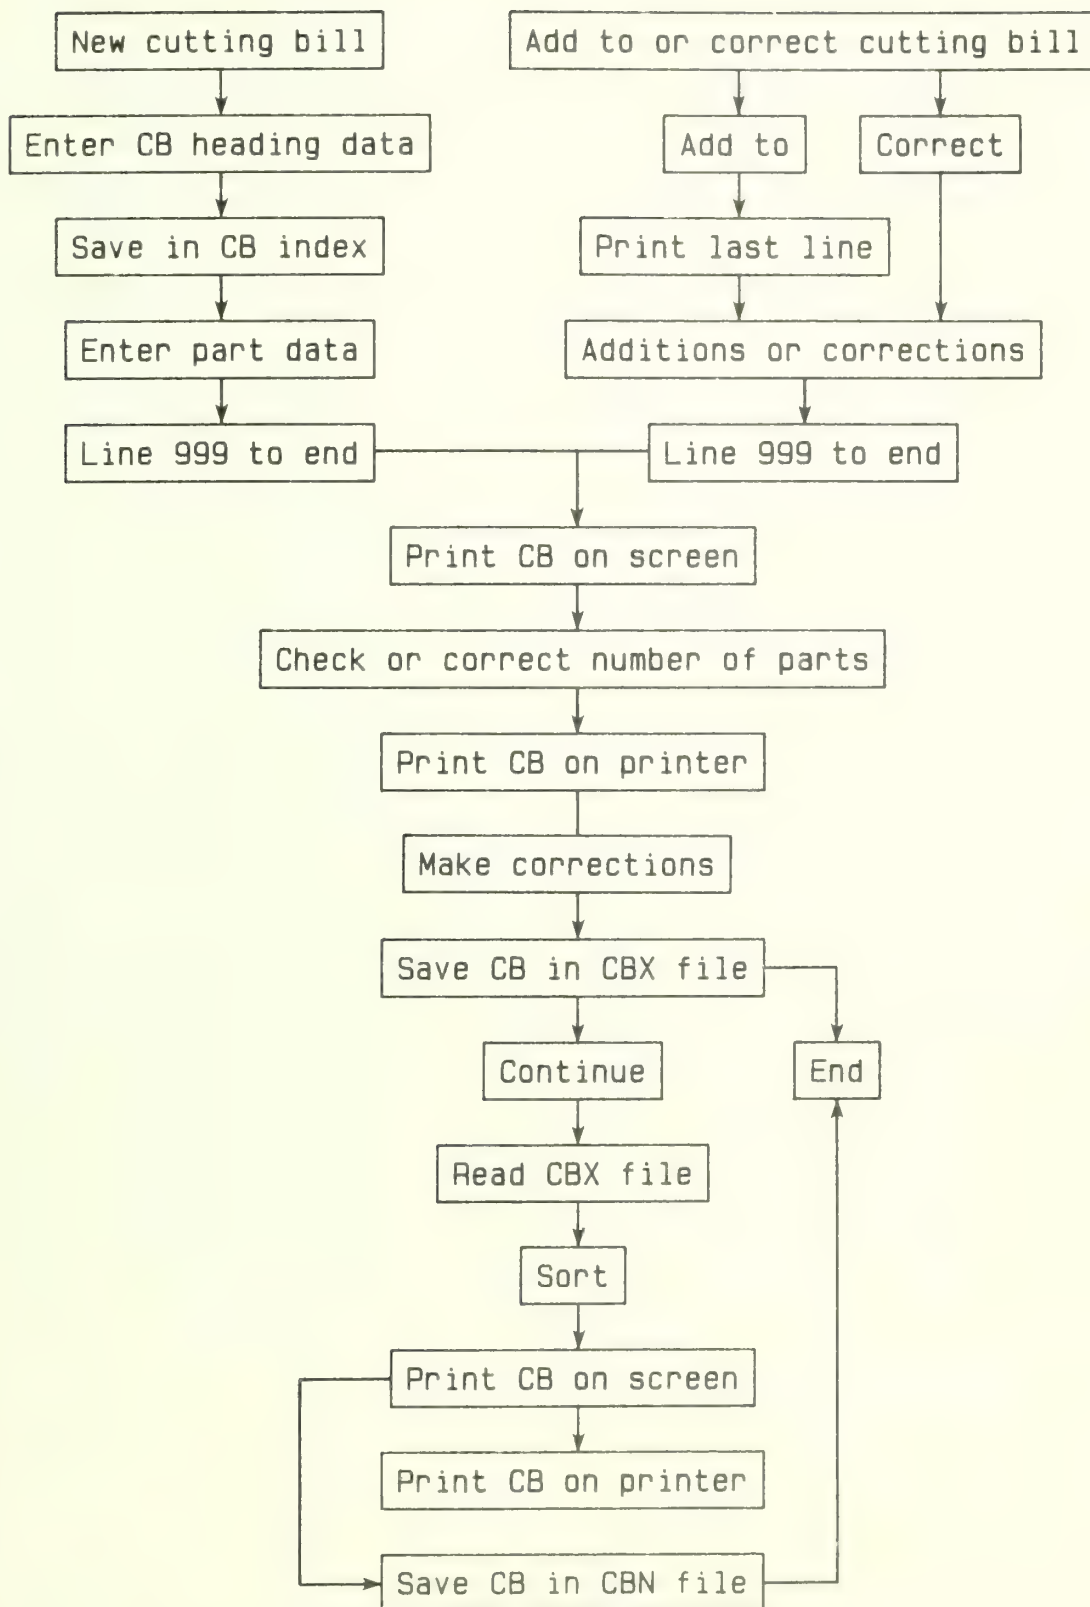 New cutting bill
Add to or correct cutting bill
Enter CB heading data
Add to
Correct
Save in CB index
Print last line
Enter part data
Additions or corrections
Line 999 to end
Line 999 to end
Print CB on screen
Check or correct number of parts
Print CB on printer
Make corrections
Save CB in CBX file
Continue
End
Read CBX file
Sort
Print CB on screen
Print CB on printer
Save CB in CBN file